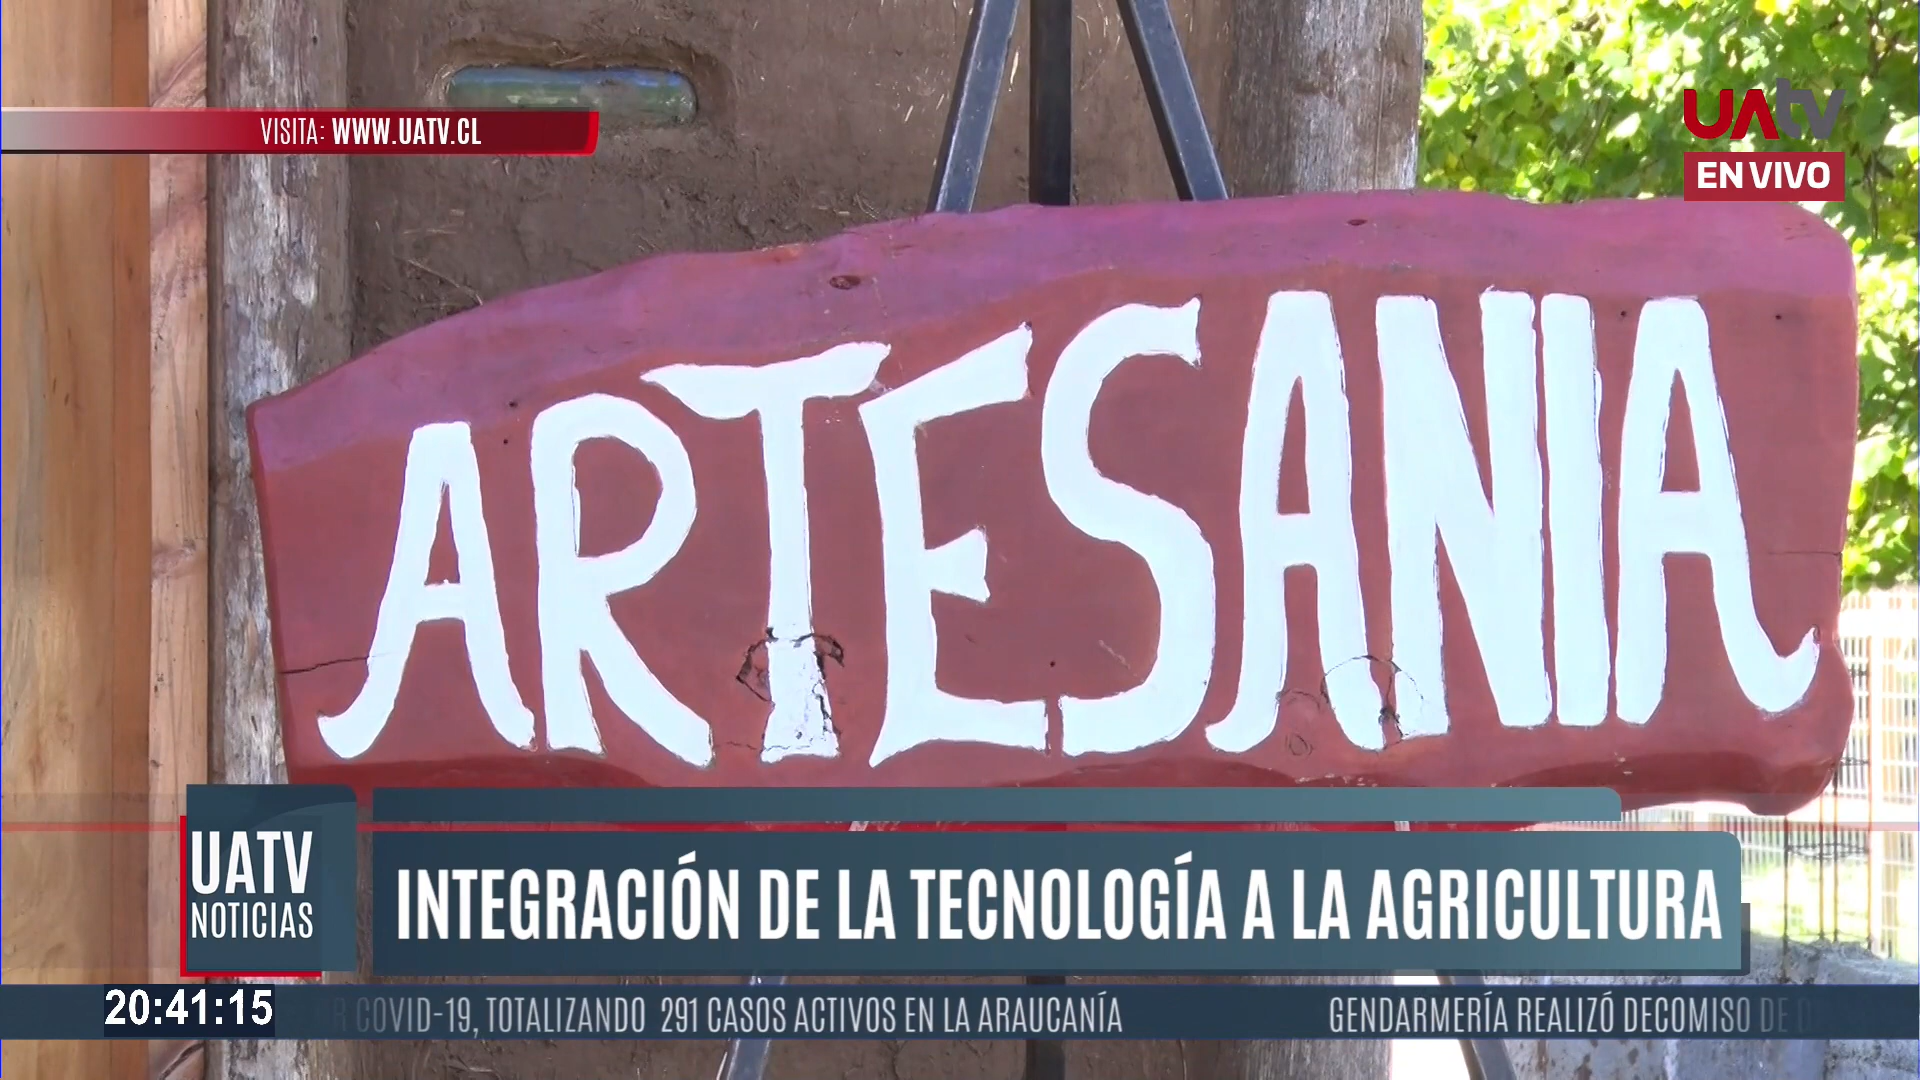 VISITA: WWW.UATV.CL
UAtv
EN VIVO
ARTESANIA
UATV
NOTICIAS
INTEGRACIÓN DE LA TECNOLOGÍA A LA AGRICULTURA
20:41:15
COVID-19, TOTALIZANDO 291 CASOS ACTIVOS EN LA ARAUCANÍA
GENDARMERÍA REALIZÓ DECOMISO DE